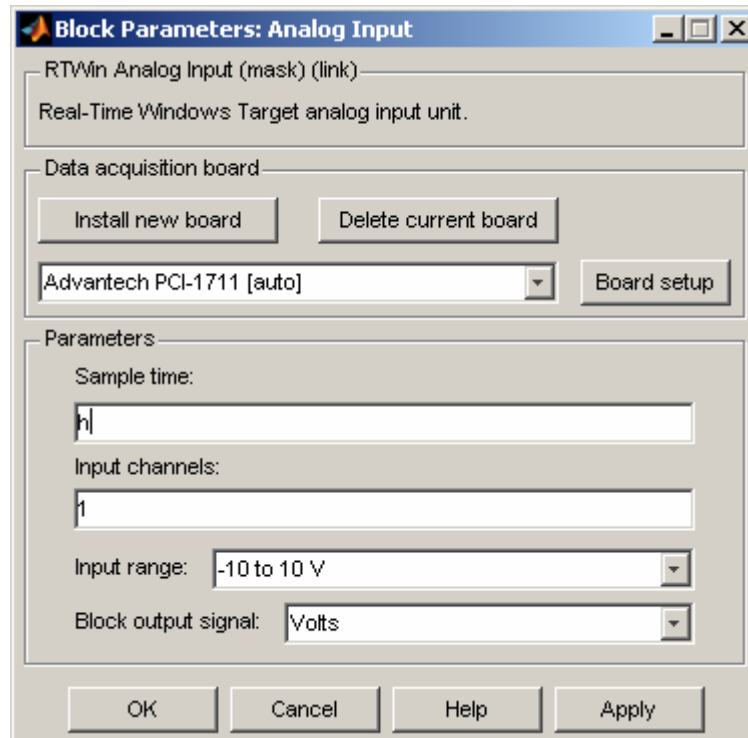 Block Parameters: Analog Input
RTWin Analog Input (mask) (link)
Real-Time Windows Target analog input unit.
Data acquisition board
Install new board Delete current board
Advantech PCI-1711 [auto] Board setup
Parameters
Sample time:
h
Input channels:
1
Input range: -10 to 10 V
Block output signal: Volts
OK Cancel Help Apply